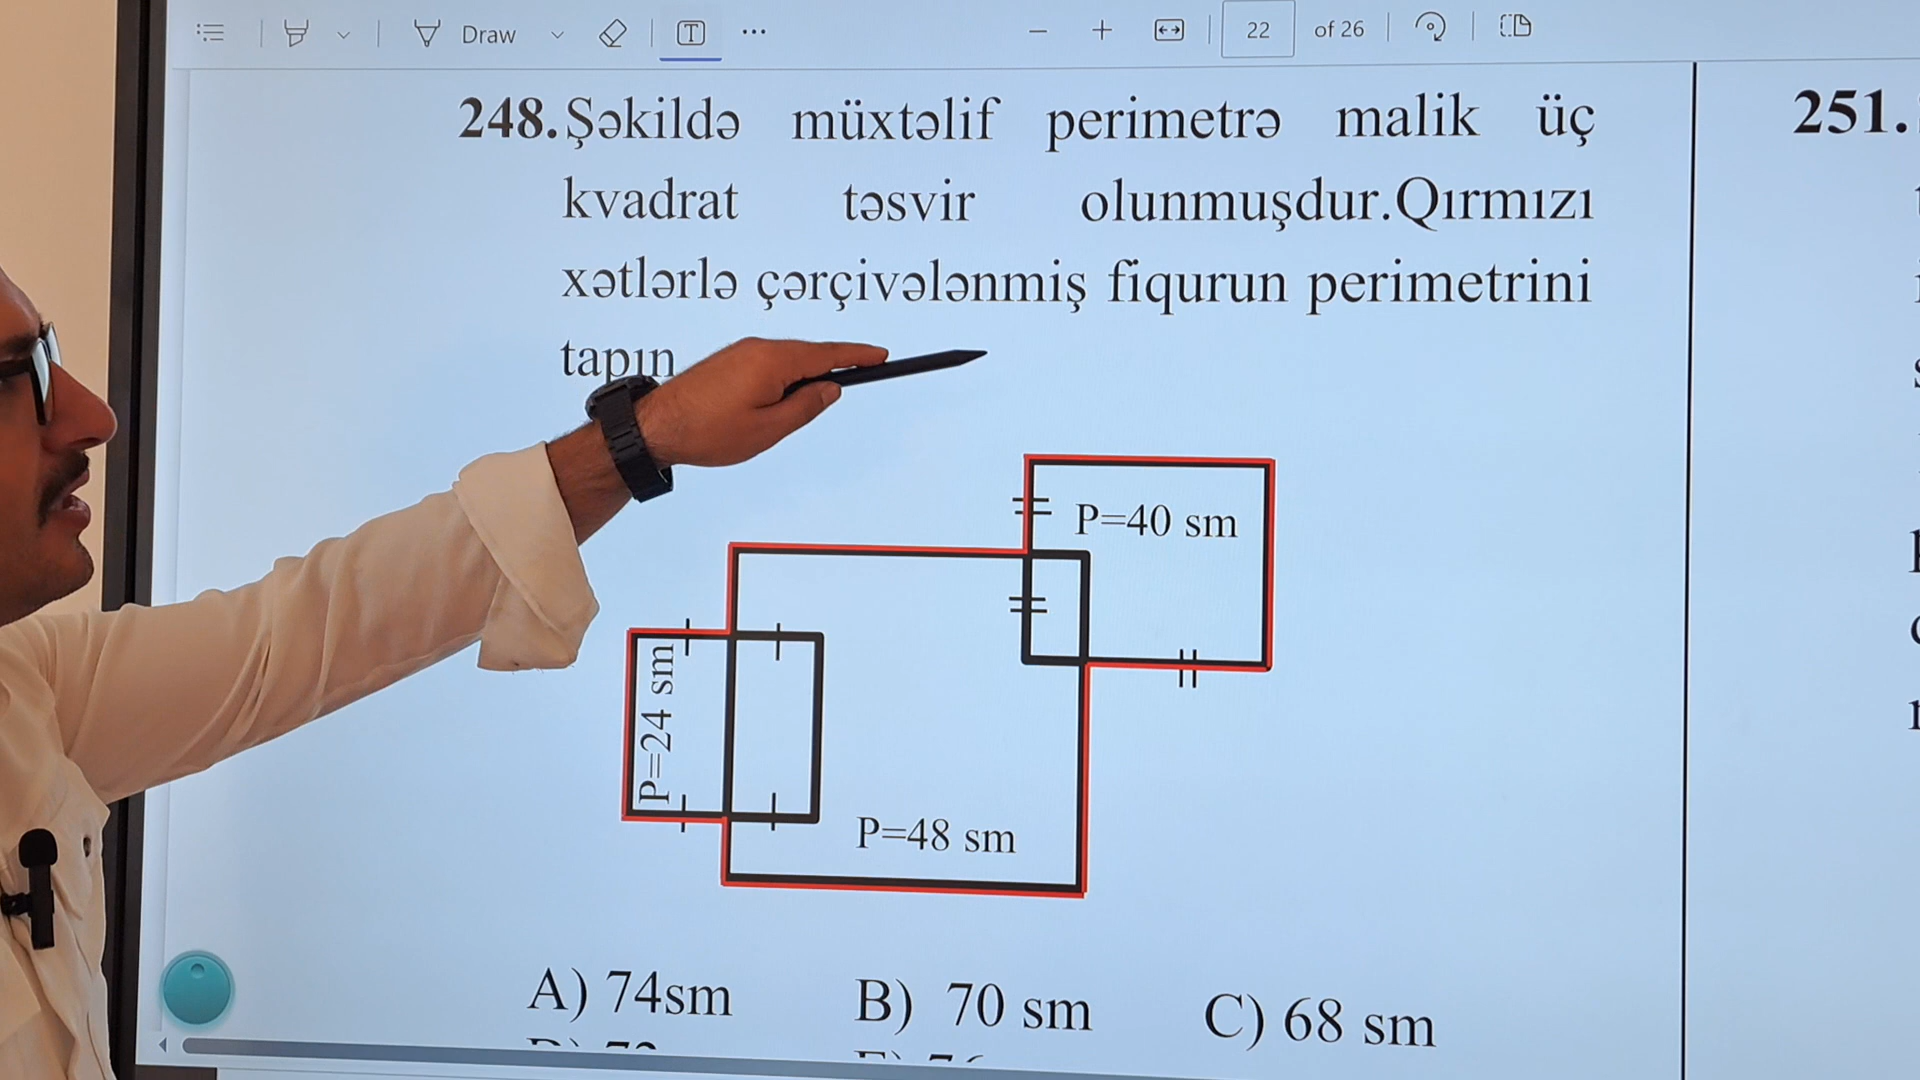 Draw
22 of 26
248. Şəkildə müxtəlif perimetrə malik üç
kvadrat təsvir olunmuşdur.Qırmızı
xətlərlə çərçivələnmiş fiqurun perimetrini
tapın
P=40 sm
P=24 sm
P=48 sm
A) 74sm B) 70 sm C) 68 sm
251.